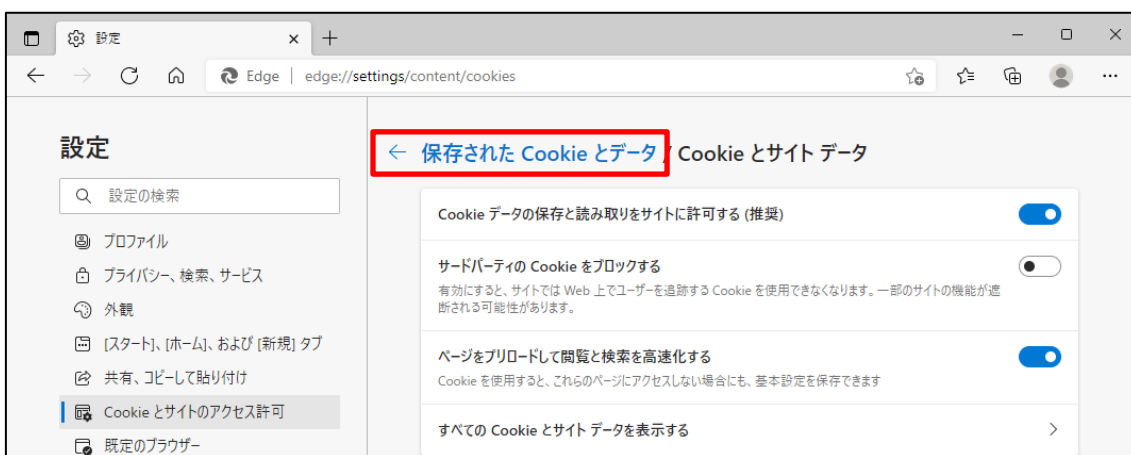 設定
Edge | edge://settings/content/cookies
設定
設定の検索
プロファイル
プライバシー、検索、サービス
外観
[スタート]、[ホーム]、および [新規] タブ
共有、コピーして貼り付け
Cookie とサイトのアクセス許可
既定のブラウザー
保存された Cookie とデータ / Cookie とサイト データ
Cookie データの保存と読み取りをサイトに許可する (推奨)
サードパーティの Cookie をブロックする
有効にすると、サイトでは Web 上でユーザーを追跡する Cookie を使用できなくなります。一部のサイトの機能が遮
断される可能性があります。
ページをプリロードして閲覧と検索を高速化する
Cookie を使用すると、これらのページにアクセスしない場合にも、基本設定を保存できます
すべての Cookie とサイト データを表示する